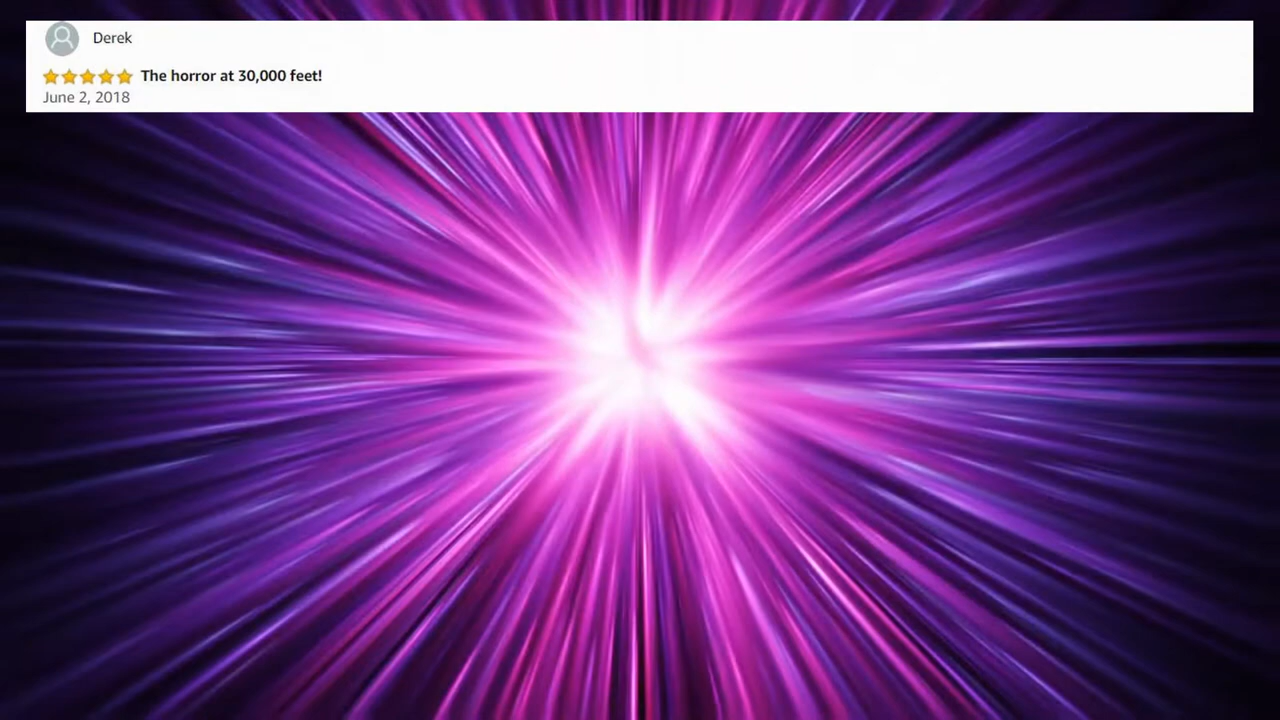 Derek
The horror at 30,000 feet!
June 2, 2018